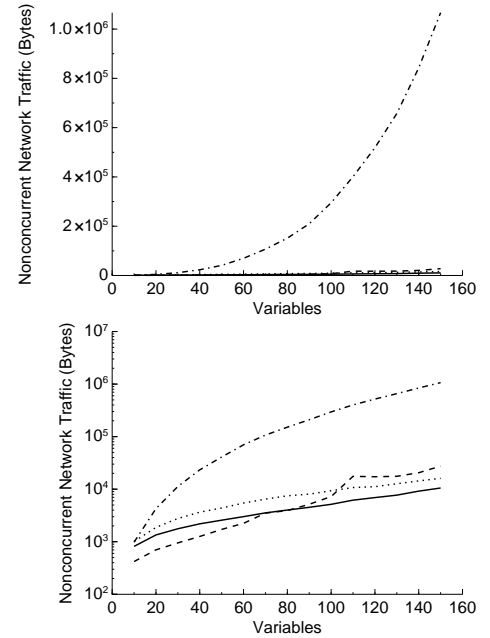 Nonconcurrent Network Traffic (Bytes)
1.0×10⁶
8×10⁵
6×10⁵
4×10⁵
2×10⁵
0
0 20 40 60 80 100 120 140 160
Variables
Nonconcurrent Network Traffic (Bytes)
10⁷
10⁶
10⁵
10⁴
10³
10²
0 20 40 60 80 100 120 140 160
Variables